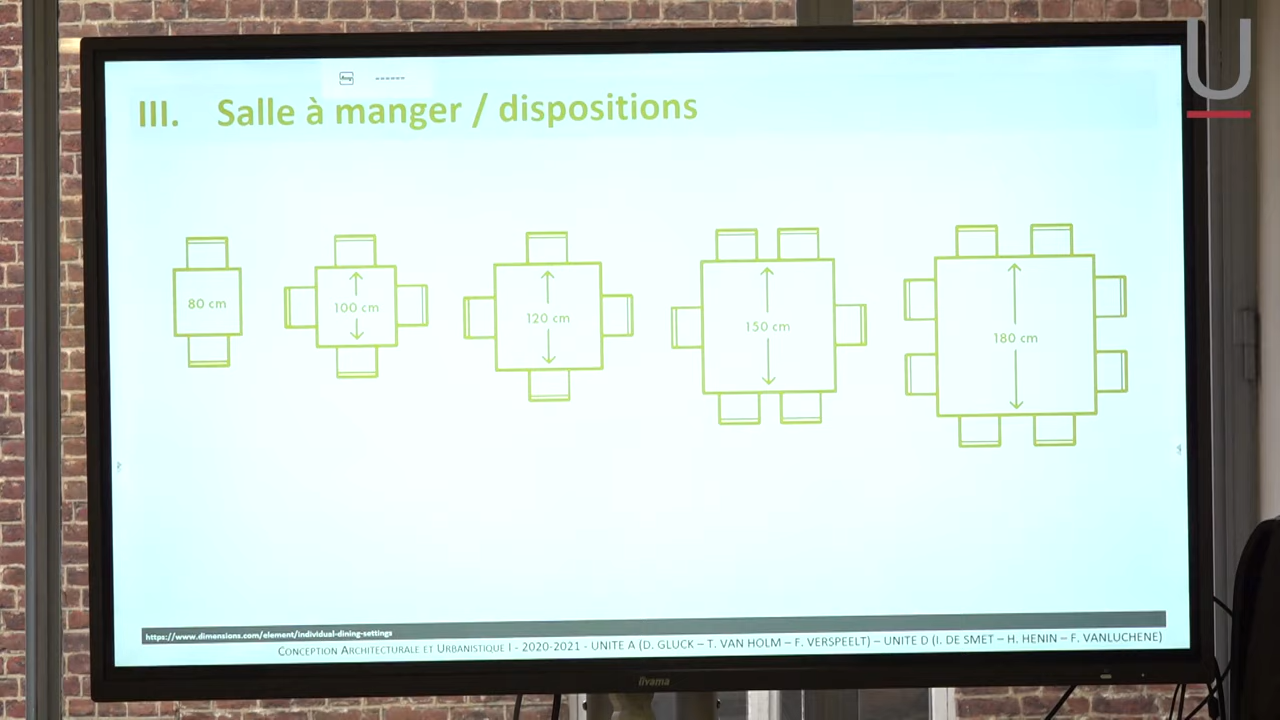 U
III. Salle à manger / dispositions
80 cm
100 cm
120 cm
150 cm
180 cm
https://www.dimensions.com/element/individual-dining-settings
CONCEPTION ARCHITECTURALE ET URBANISTIQUE I - 2020-2021 - UNITE A (D. GLUCK – T. VAN HOLM – F. VERSPEELT) – UNITE D (I. DE SMET – H. HENIN – F. VANLUCHENE)
iiyama